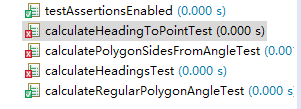 testAssertionsEnabled (0.000 s)
calculateHeadingToPointTest (0.000 s)
calculatePolygonSidesFromAngleTest (0.00
calculateHeadingsTest (0.000 s)
calculateRegularPolygonAngleTest (0.000 s